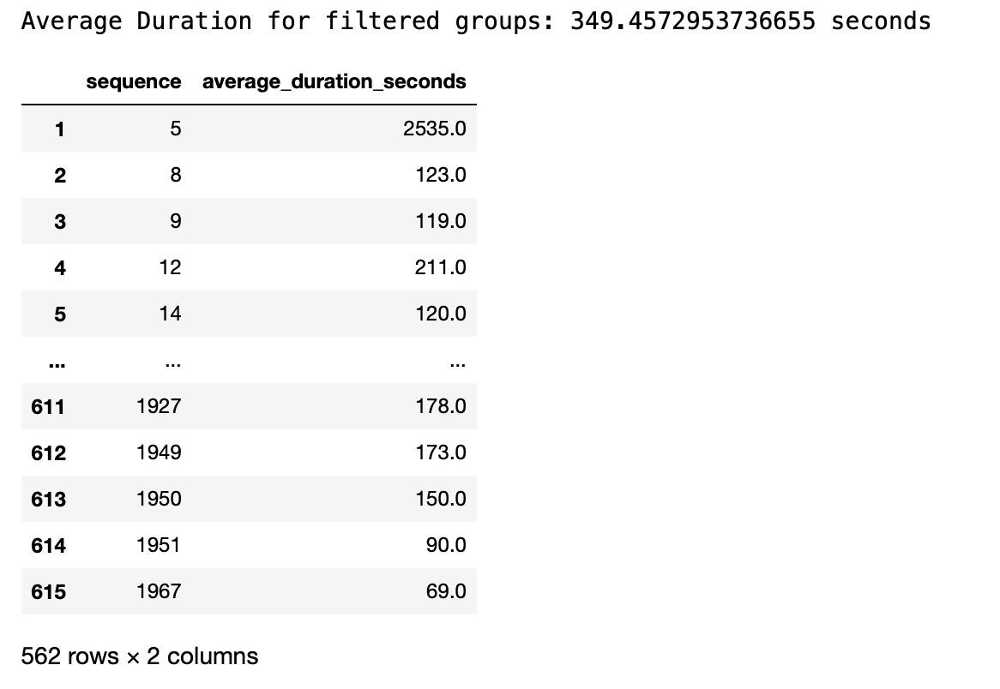 Average Duration for filtered groups: 349.4572953736655 seconds
sequence average_duration_seconds
1 5 2535.0
2 8 123.0
3 9 119.0
4 12 211.0
5 14 120.0
... ... ...
611 1927 178.0
612 1949 173.0
613 1950 150.0
614 1951 90.0
615 1967 69.0
562 rows × 2 columns